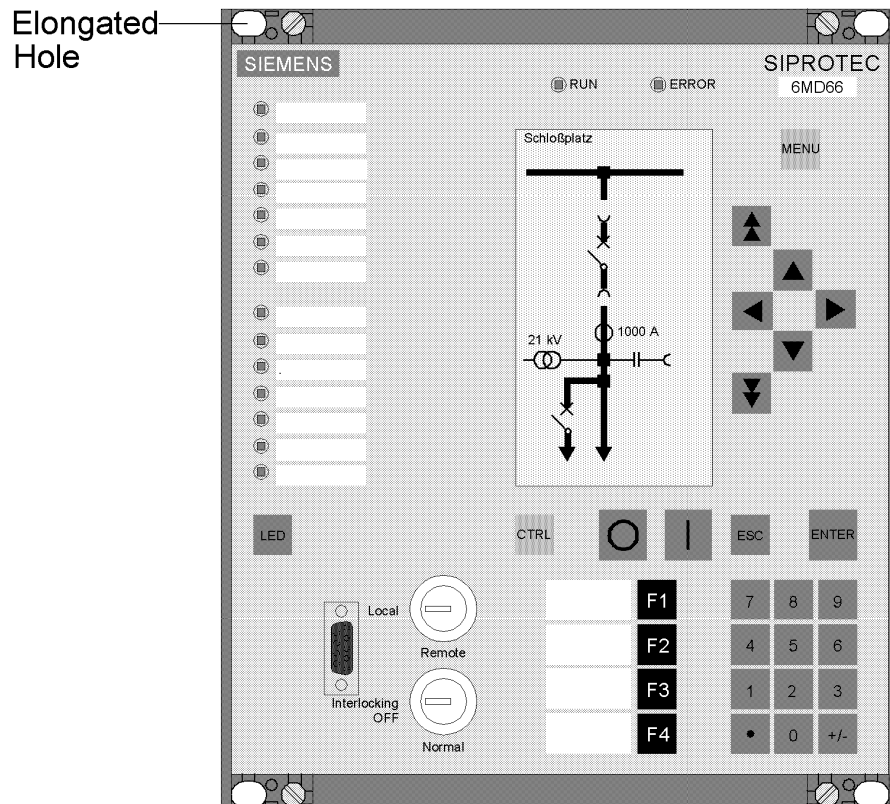 Elongated
Hole
SIEMENS
SIPROTEC
6MD66
RUN
ERROR
MENU
Schloßplatz
21 kV
1000 A
LED
CTRL
ESC
ENTER
Local
Remote
Interlocking
OFF
Normal
F1
F2
F3
F4
7 8 9
4 5 6
1 2 3
• 0 +/-